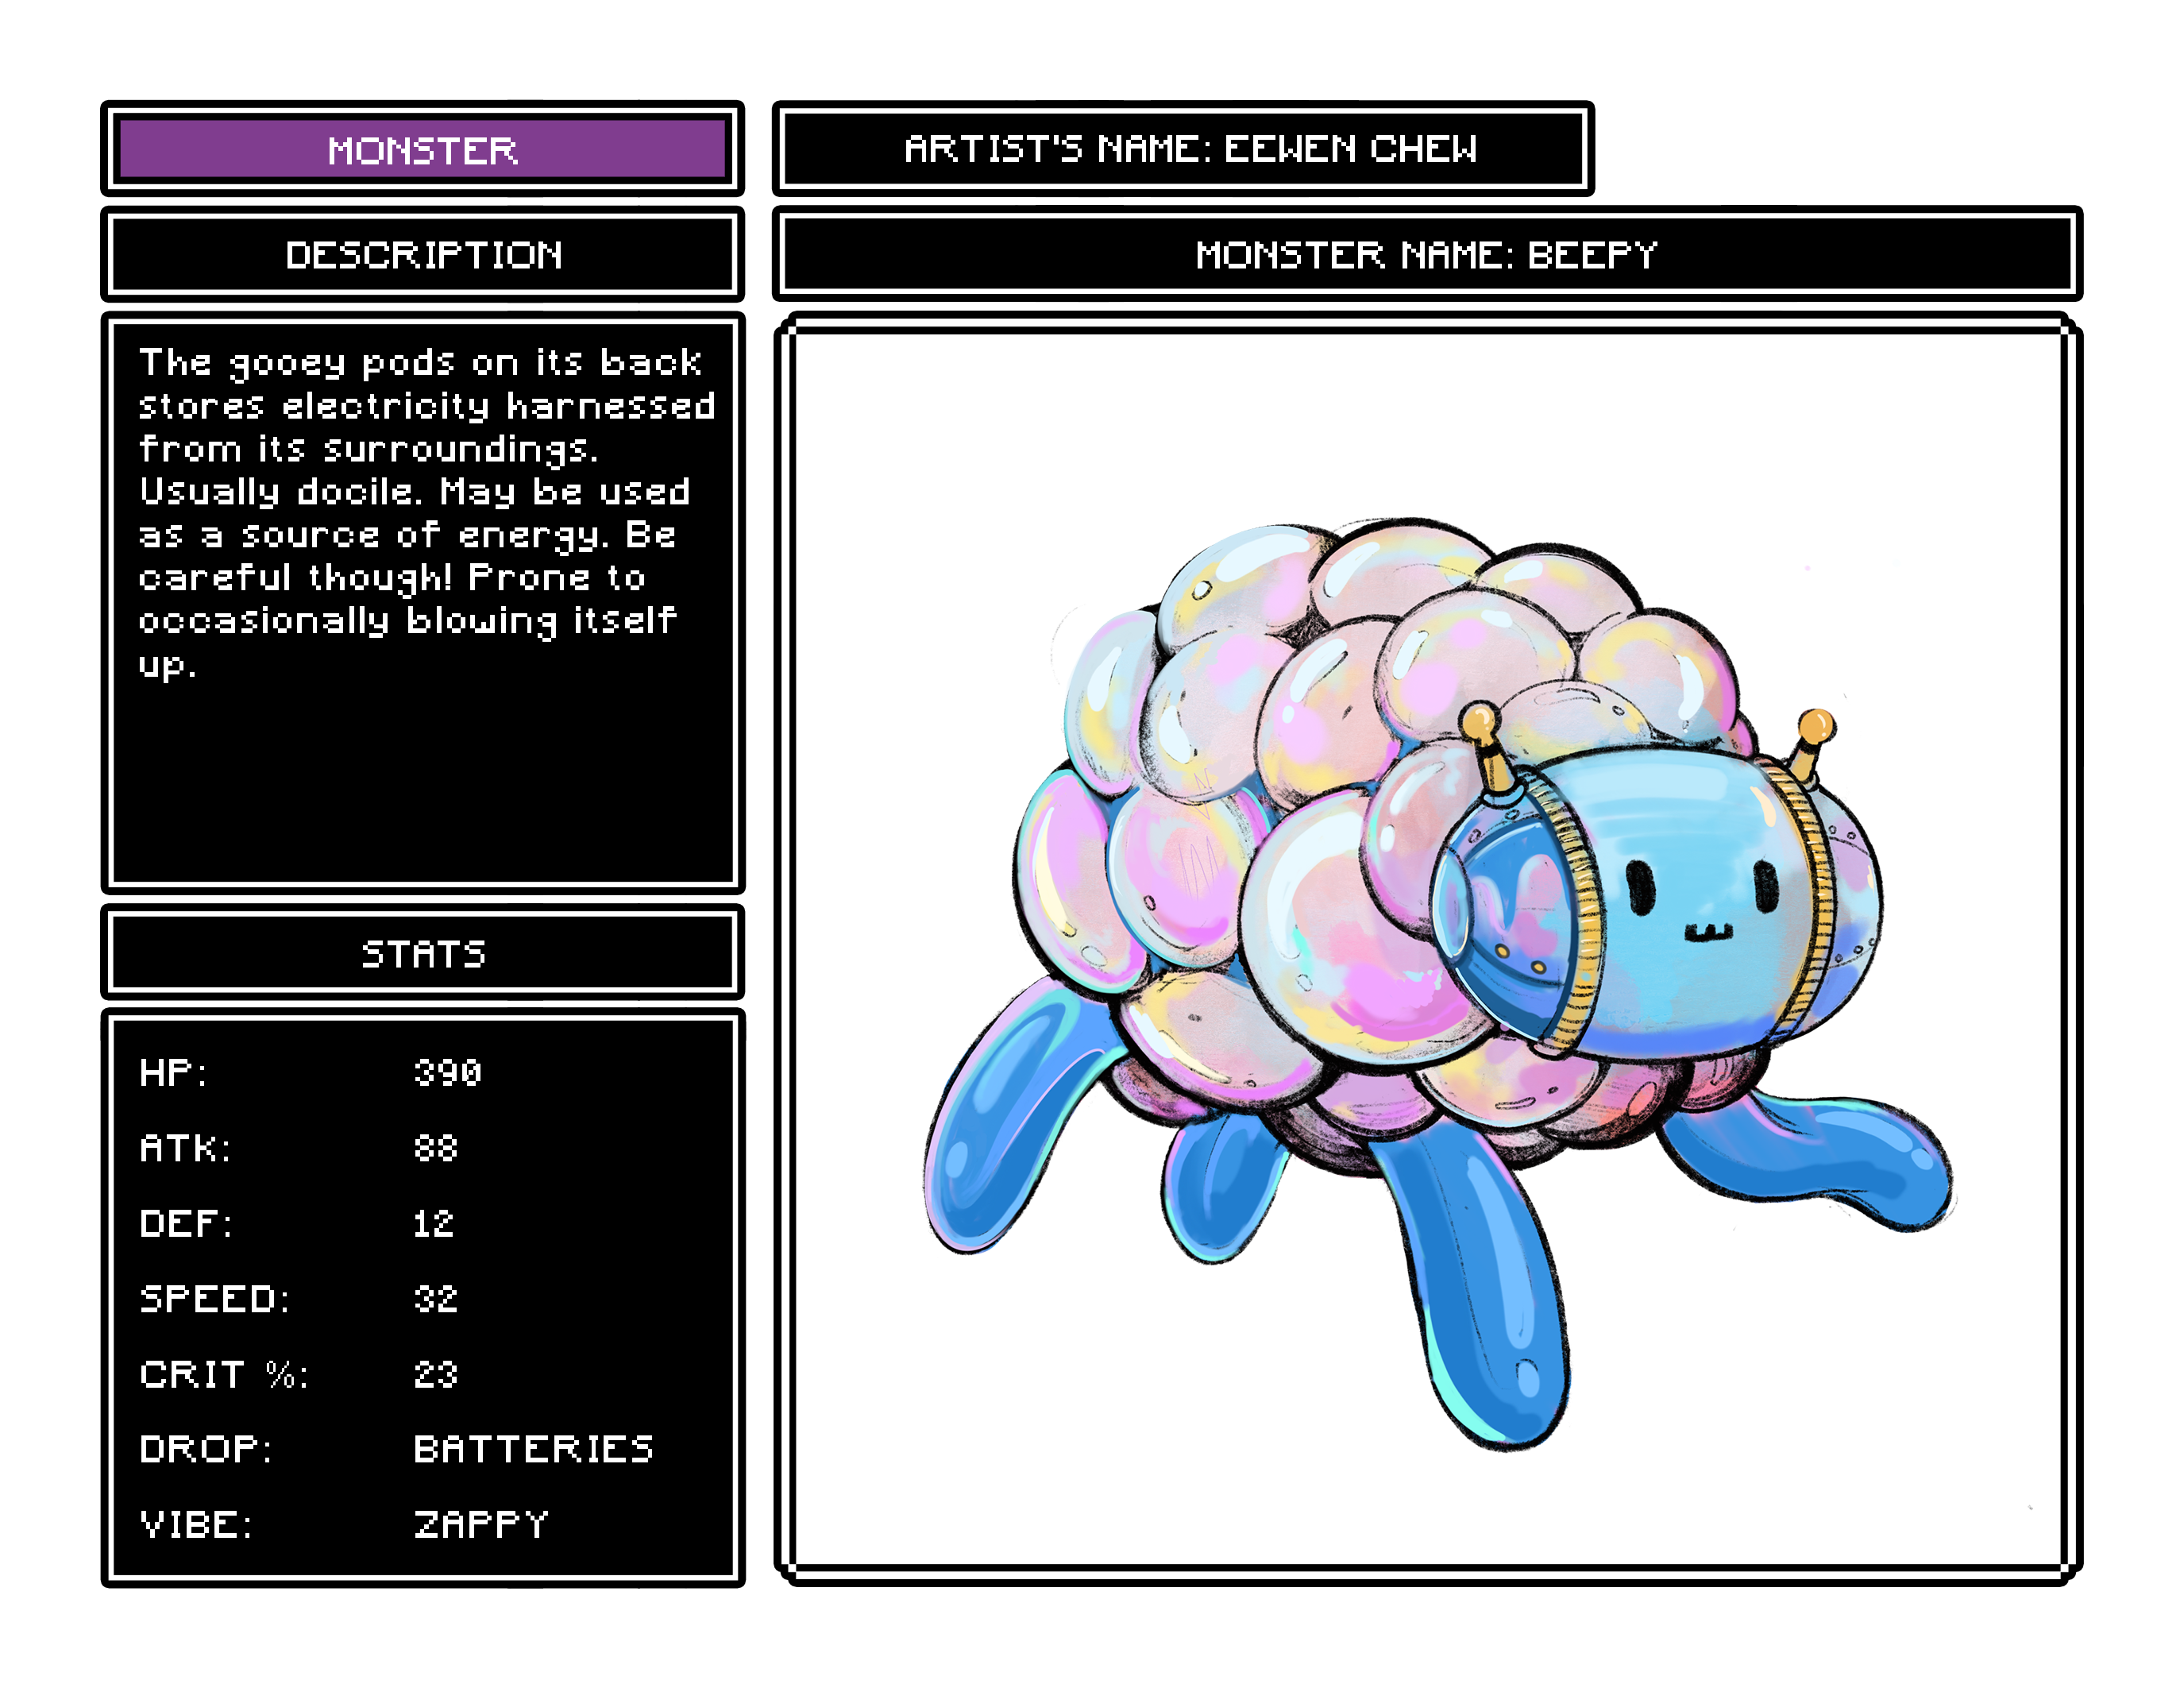 MONSTER
ARTIST'S NAME: EEWEN CHEW
DESCRIPTION
MONSTER NAME: BEEPY
The gooey pods on its back
stores electricity harnessed
from its surroundings.
Usually docile. May be used
as a source of energy. Be
careful though! Prone to
occasionally blowing itself
up.
STATS
HP: 390
ATK: 88
DEF: 12
SPEED: 32
CRIT %: 23
DROP: BATTERIES
VIBE: ZAPPY